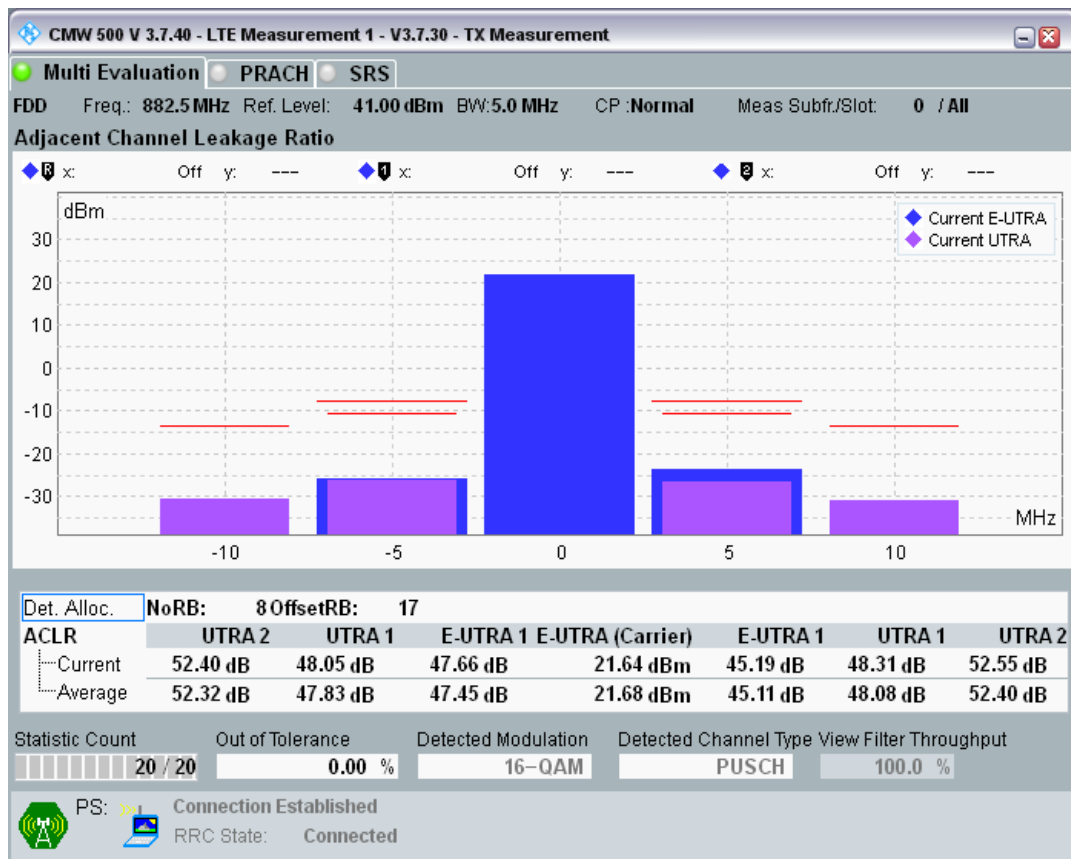 CMW 500 V 3.7.40 - LTE Measurement 1 - V3.7.30 - TX Measurement
Multi Evaluation PRACH SRS
FDD Freq.: 882.5 MHz Ref. Level: 41.00 dBm BW:5.0 MHz CP :Normal Meas Subfr./Slot: 0 / All
Adjacent Channel Leakage Ratio
R x: Off y: --- 1 x: Off y: --- 2 x: Off y: ---
dBm
Current E-UTRA
Current UTRA
30
20
10
0
-10
-20
-30
MHz
-10 -5 0 5 10
Det. Alloc. NoRB: 8 OffsetRB: 17
ACLR UTRA 2 UTRA 1 E-UTRA 1 E-UTRA (Carrier) E-UTRA 1 UTRA 1 UTRA 2
Current 52.40 dB 48.05 dB 47.66 dB 21.64 dBm 45.19 dB 48.31 dB 52.55 dB
Average 52.32 dB 47.83 dB 47.45 dB 21.68 dBm 45.11 dB 48.08 dB 52.40 dB
Statistic Count Out of Tolerance Detected Modulation Detected Channel Type View Filter Throughput
20 / 20 0.00 % 16-QAM PUSCH 100.0 %
PS: Connection Established
RRC State: Connected